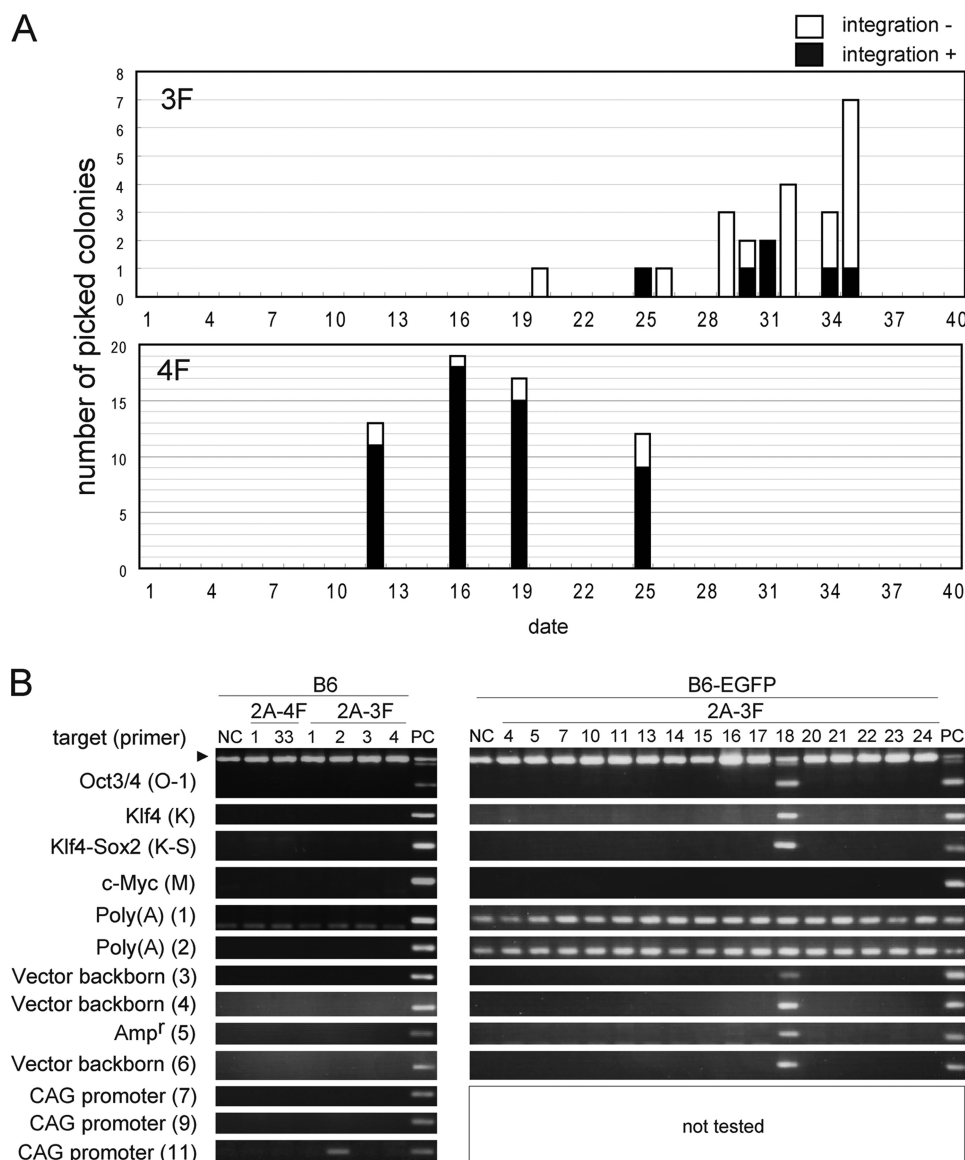 A
integration -
integration +
number of picked colonies
3F
8
7
6
5
4
3
2
1
0
1 4 7 10 13 16 19 22 25 28 31 34 37 40
4F
20
15
10
5
0
1 4 7 10 13 16 19 22 25 28 31 34 37 40
date
B
B6
2A-4F 2A-3F
target (primer) NC 1 33 1 2 3 4 PC
B6-EGFP
2A-3F
NC 4 5 7 10 11 13 14 15 16 17 18 20 21 22 23 24 PC
Oct3/4 (O-1)
Klf4 (K)
Klf4-Sox2 (K-S)
c-Myc (M)
Poly(A) (1)
Poly(A) (2)
Vector backborn (3)
Vector backborn (4)
Ampr (5)
Vector backborn (6)
CAG promoter (7)
CAG promoter (9)
CAG promoter (11)
not tested